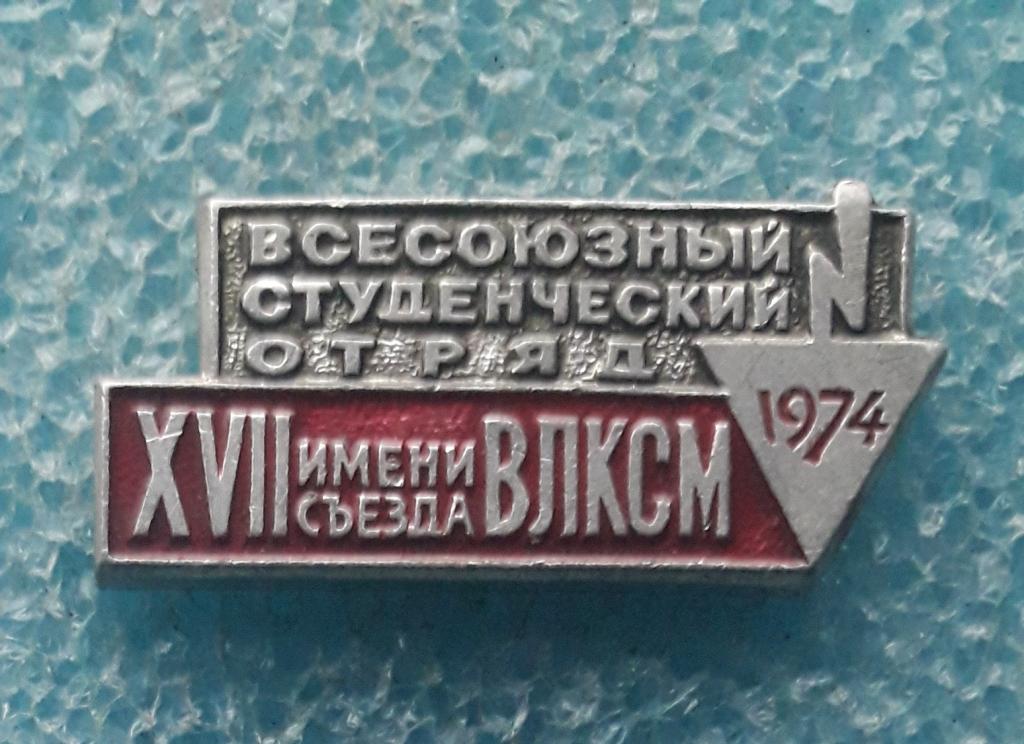 ВСЕСОЮЗНЫЙ
СТУДЕНЧЕСКИЙ
ОТРЯД
1974
XVII ИМЕНИ СЪЕЗДА ВЛКСМ